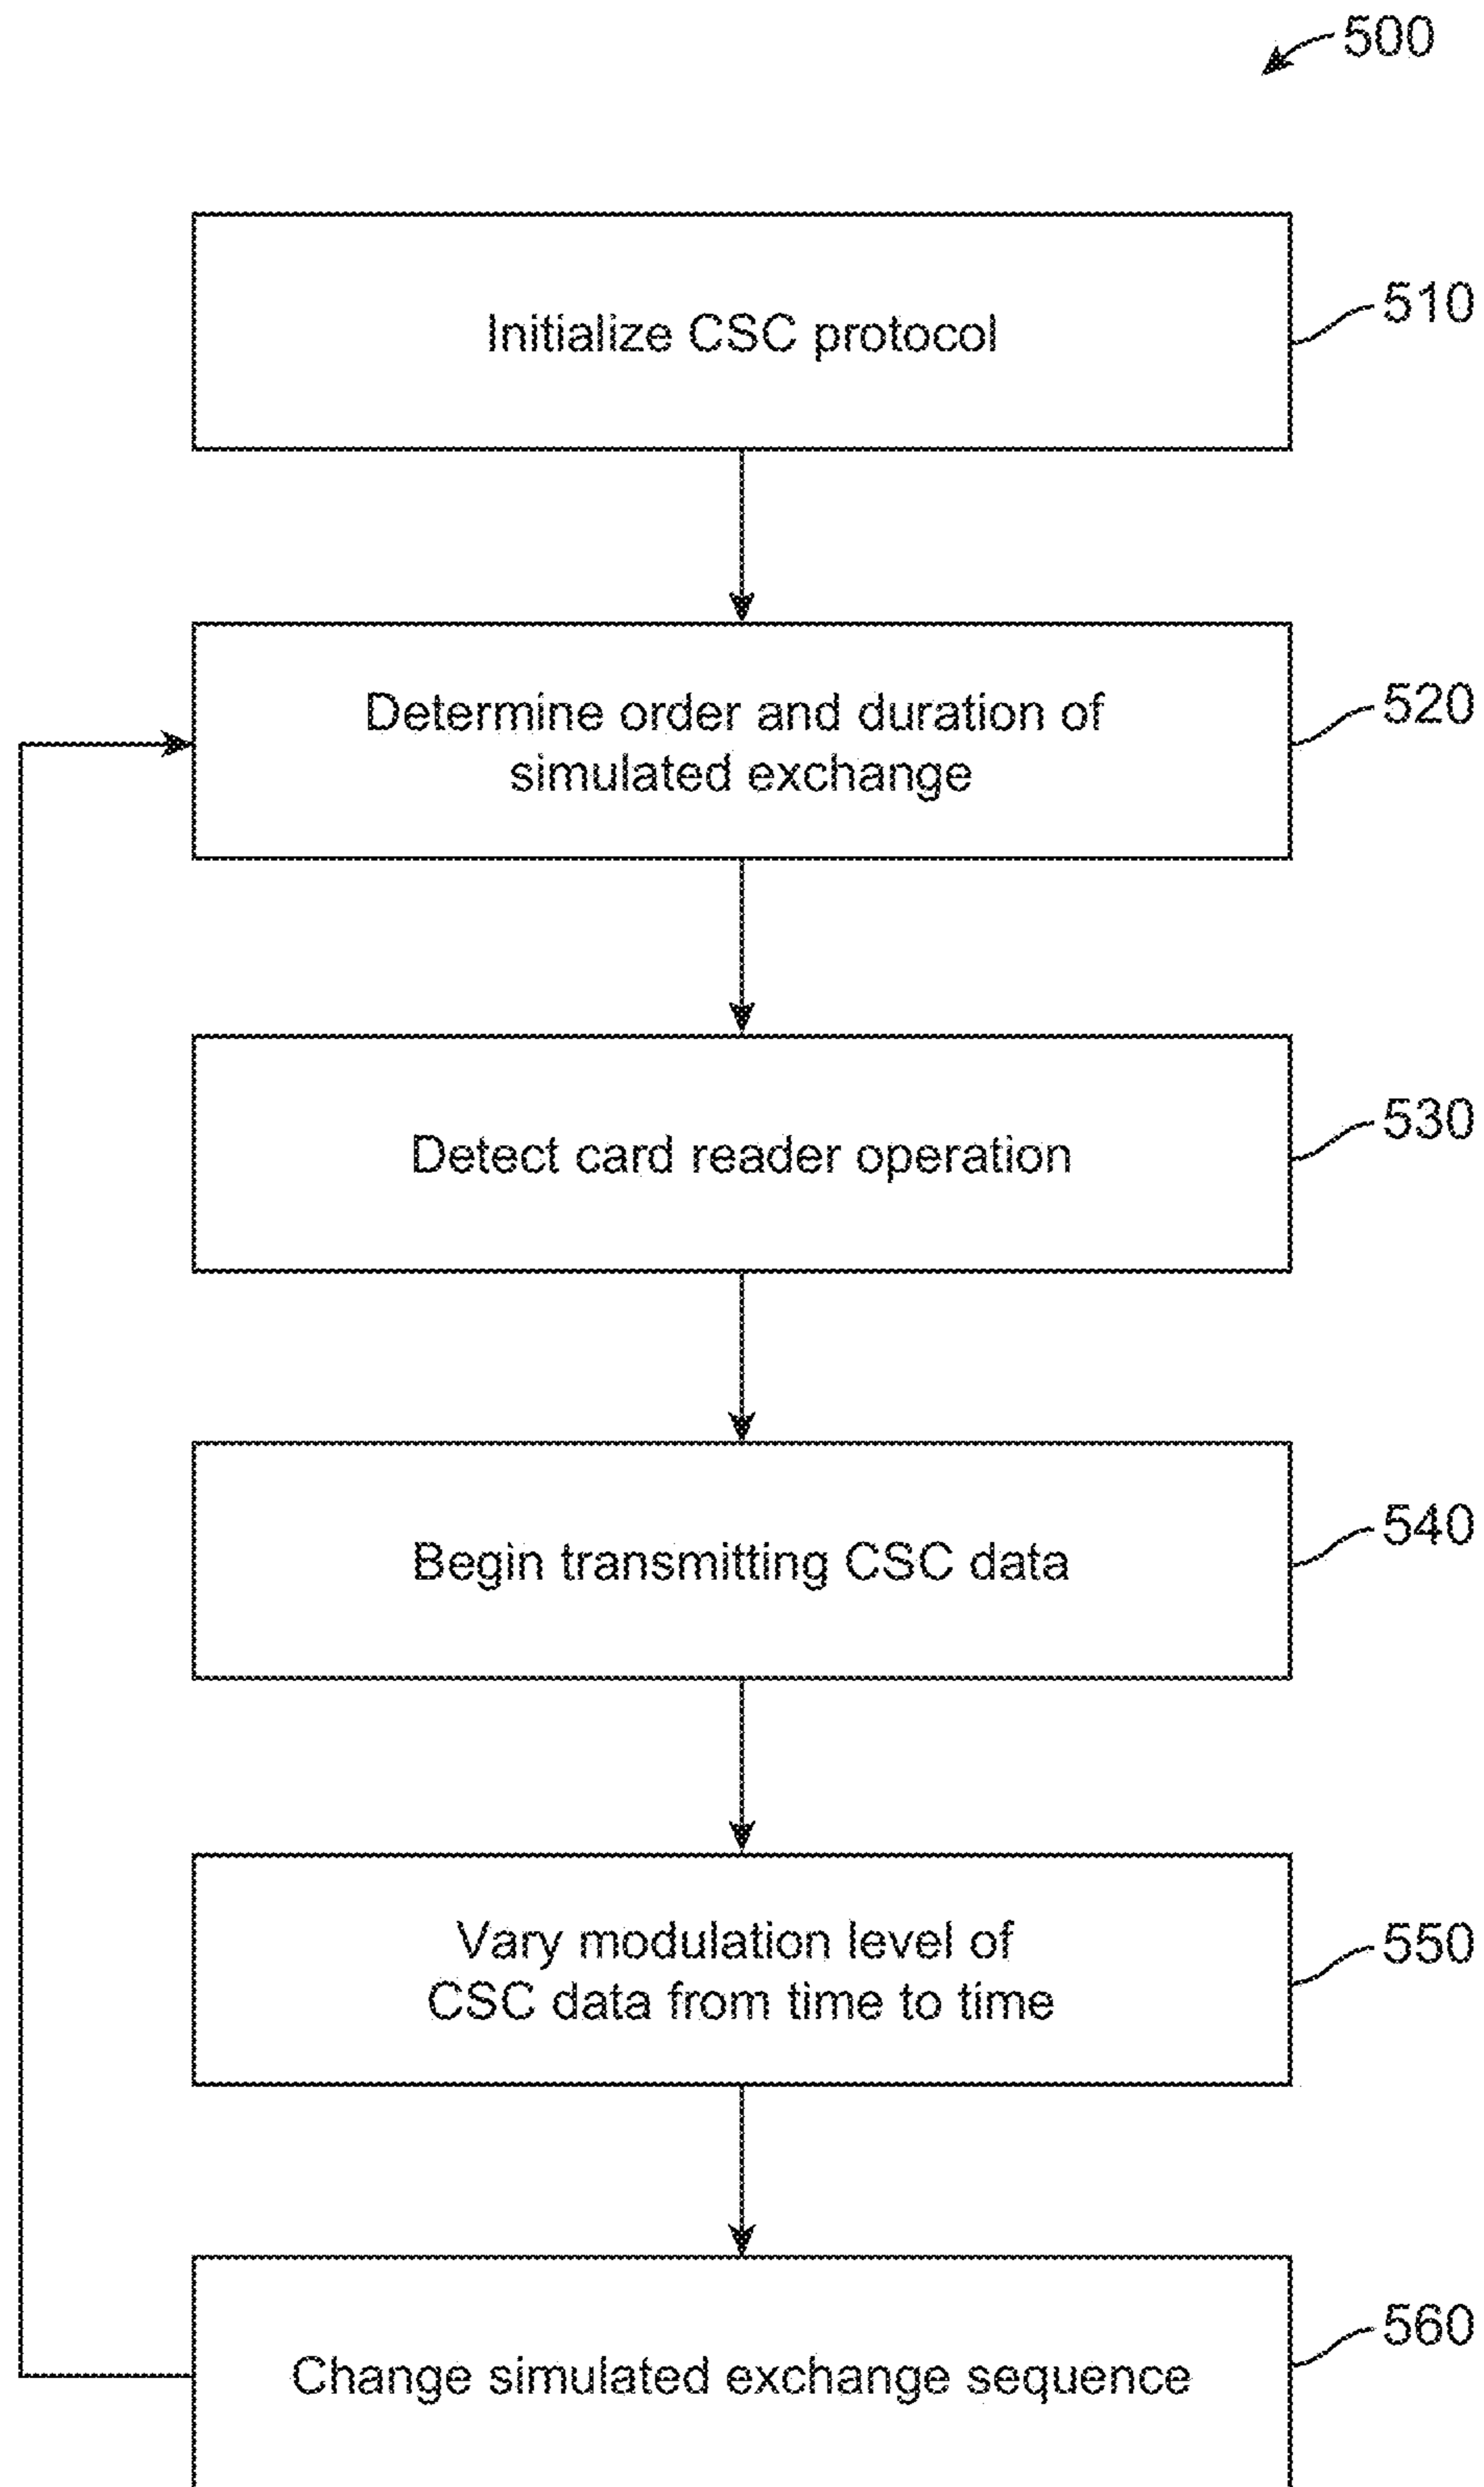 500
Initialize CSC protocol
510
Determine order and duration of
simulated exchange
520
Detect card reader operation
530
Begin transmitting CSC data
540
Vary modulation level of
CSC data from time to time
550
Change simulated exchange sequence
560